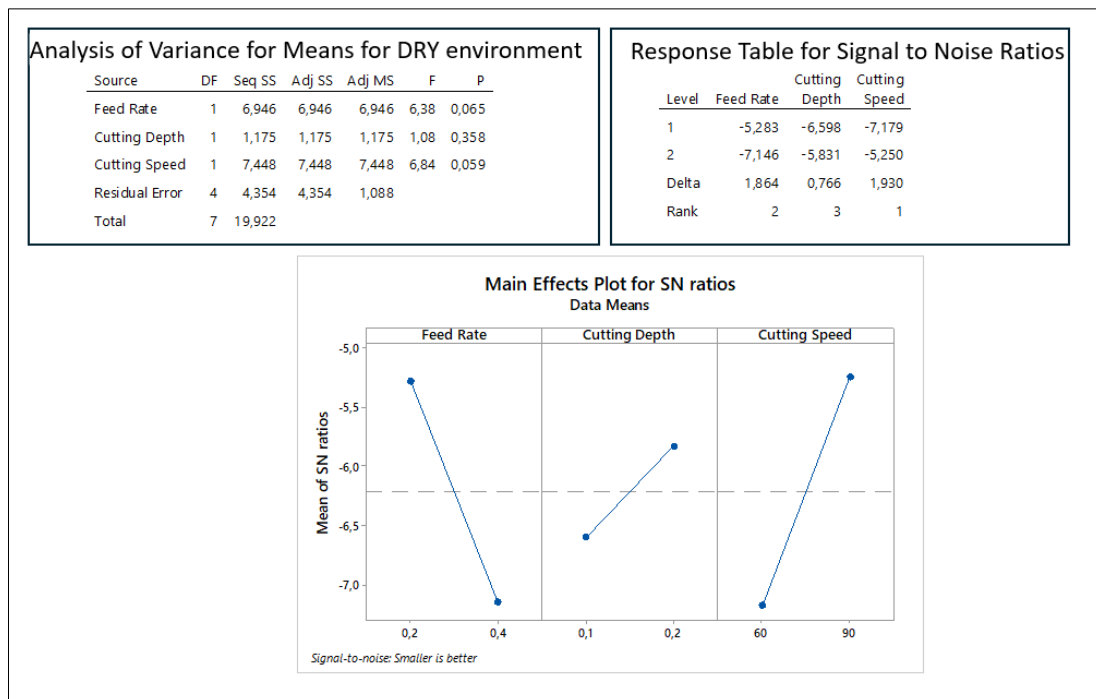 Analysis of Variance for Means for DRY environment
Source DF Seq SS Adj SS Adj MS F P
Feed Rate 1 6,946 6,946 6,946 6,38 0,065
Cutting Depth 1 1,175 1,175 1,175 1,08 0,358
Cutting Speed 1 7,448 7,448 7,448 6,84 0,059
Residual Error 4 4,354 4,354 1,088
Total 7 19,922
Response Table for Signal to Noise Ratios
Cutting Cutting
Level Feed Rate Depth Speed
1 -5,283 -6,598 -7,179
2 -7,146 -5,831 -5,250
Delta 1,864 0,766 1,930
Rank 2 3 1
Main Effects Plot for SN ratios
Data Means
Feed Rate Cutting Depth Cutting Speed
Mean of SN ratios
-5,0
-5,5
-6,0
-6,5
-7,0
0,2 0,4 0,1 0,2 60 90
Signal-to-noise: Smaller is better